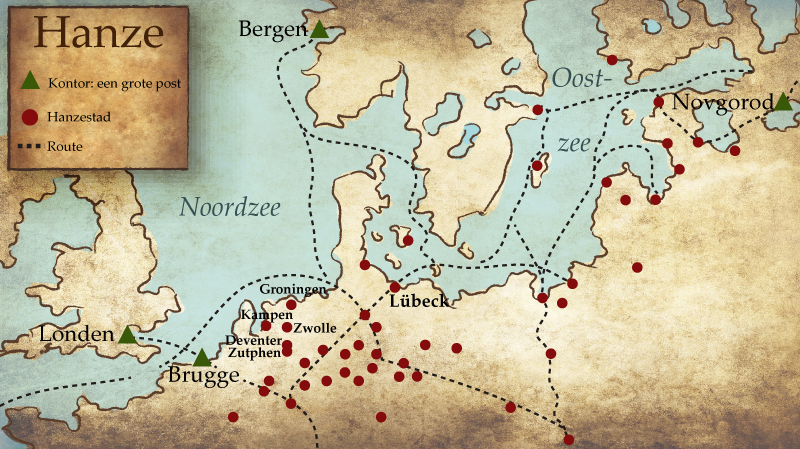 Hanze
Kontor: een grote post
Hanzestad
Route
Bergen
Oost-
zee
Novgorod
Noordzee
Groningen
Kampen
Zwolle
Deventer
Zutphen
Lübeck
Londen
Brugge